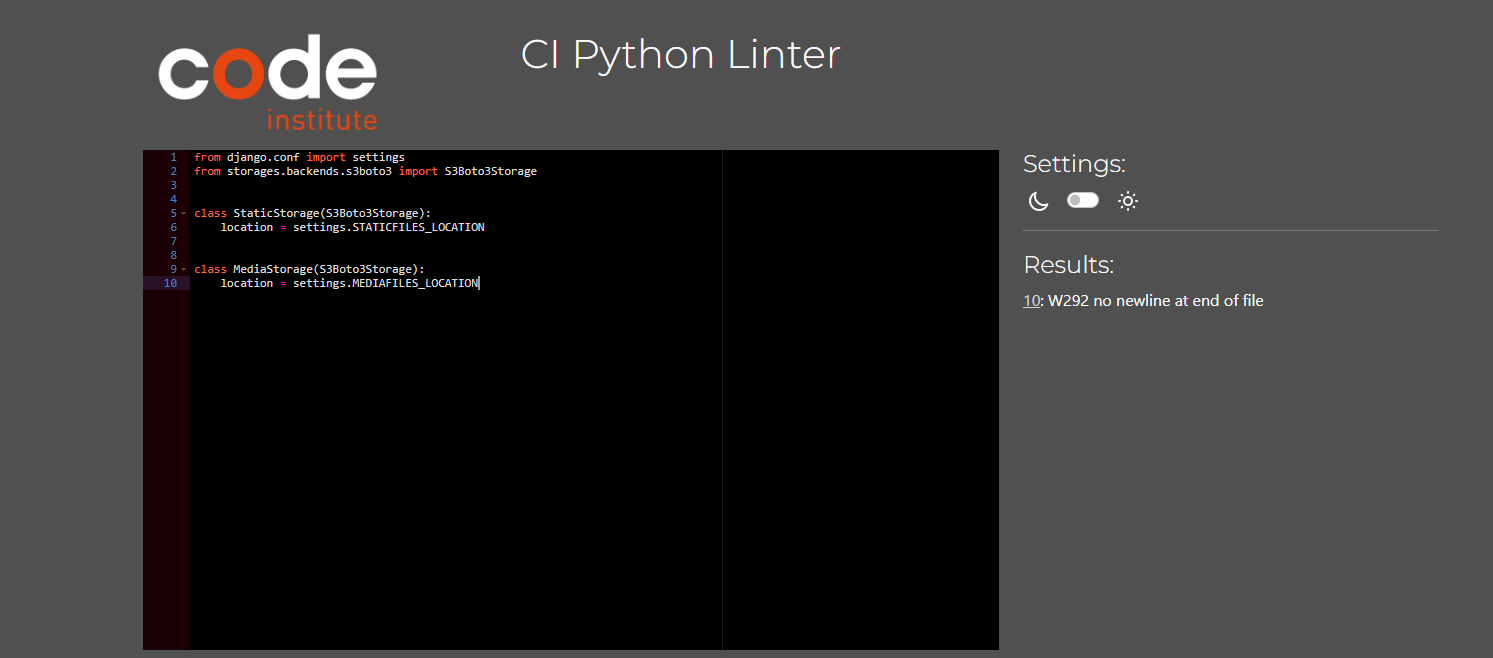 code
institute
CI Python Linter
1 from django.conf import settings
2 from storages.backends.s3boto3 import S3Boto3Storage
3
4
5 class StaticStorage(S3Boto3Storage):
6     location = settings.STATICFILES_LOCATION
7
8
9 class MediaStorage(S3Boto3Storage):
10     location = settings.MEDIAFILES_LOCATION
Settings:
Results:
10: W292 no newline at end of file